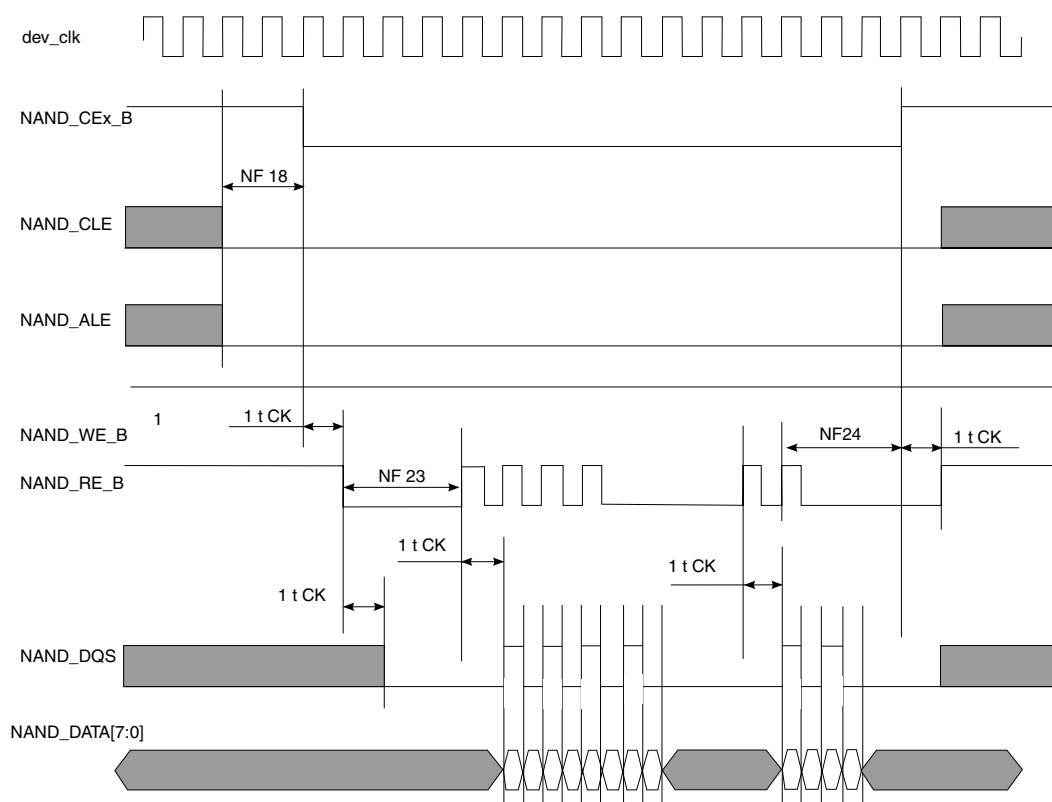 dev_clk
NAND_CEx_B
NF 18
NAND_CLE
NAND_ALE
1
1 t CK
NAND_WE_B
NF24
1 t CK
NAND_RE_B
NF 23
1 t CK
1 t CK
1 t CK
NAND_DQS
NAND_DATA[7:0]